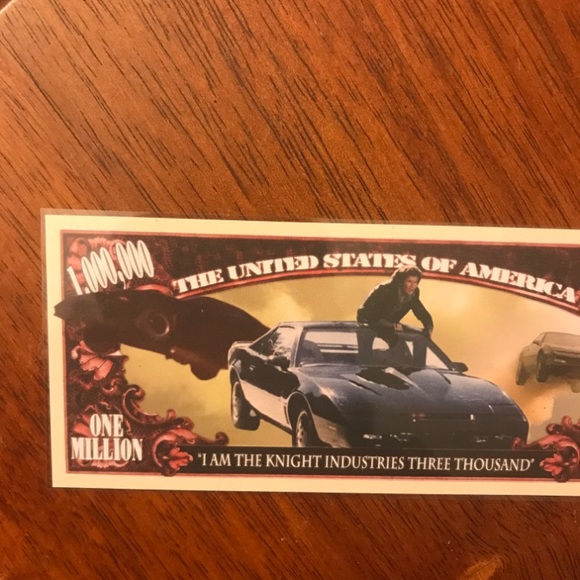 1,000,000
THE UNITED STATES OF AMERICA
ONE
MILLION
"I AM THE KNIGHT INDUSTRIES THREE THOUSAND"